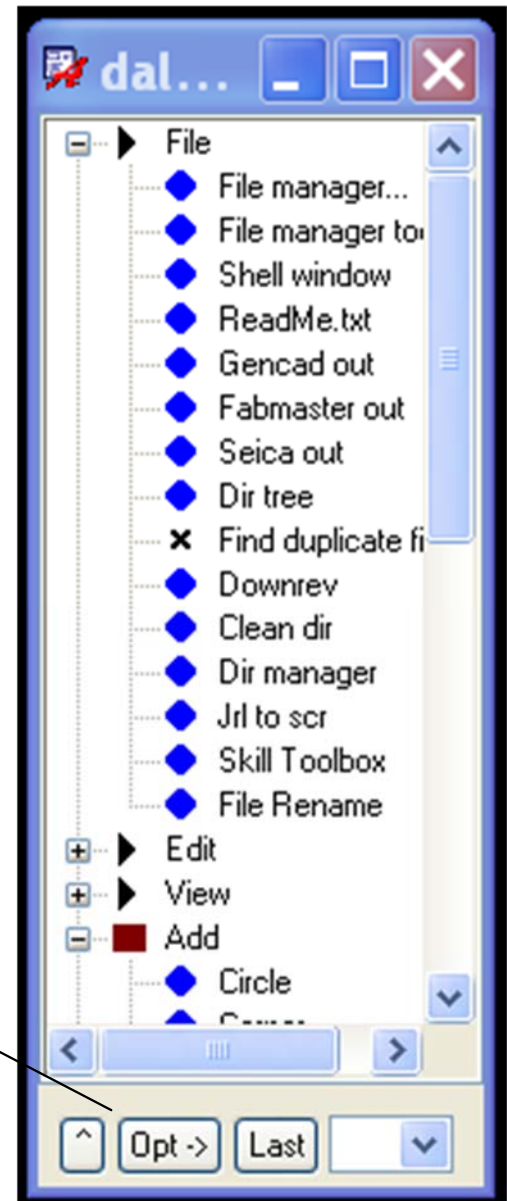 dal...
File
File manager...
File manager
Shell window
ReadMe.txt
Gencad out
Fabmaster out
Seica out
Dir tree
Find duplicate fi
Downrev
Clean dir
Dir manager
Jrl to scr
Skill Toolbox
File Rename
Edit
View
Add
Circle
^ Opt -> Last